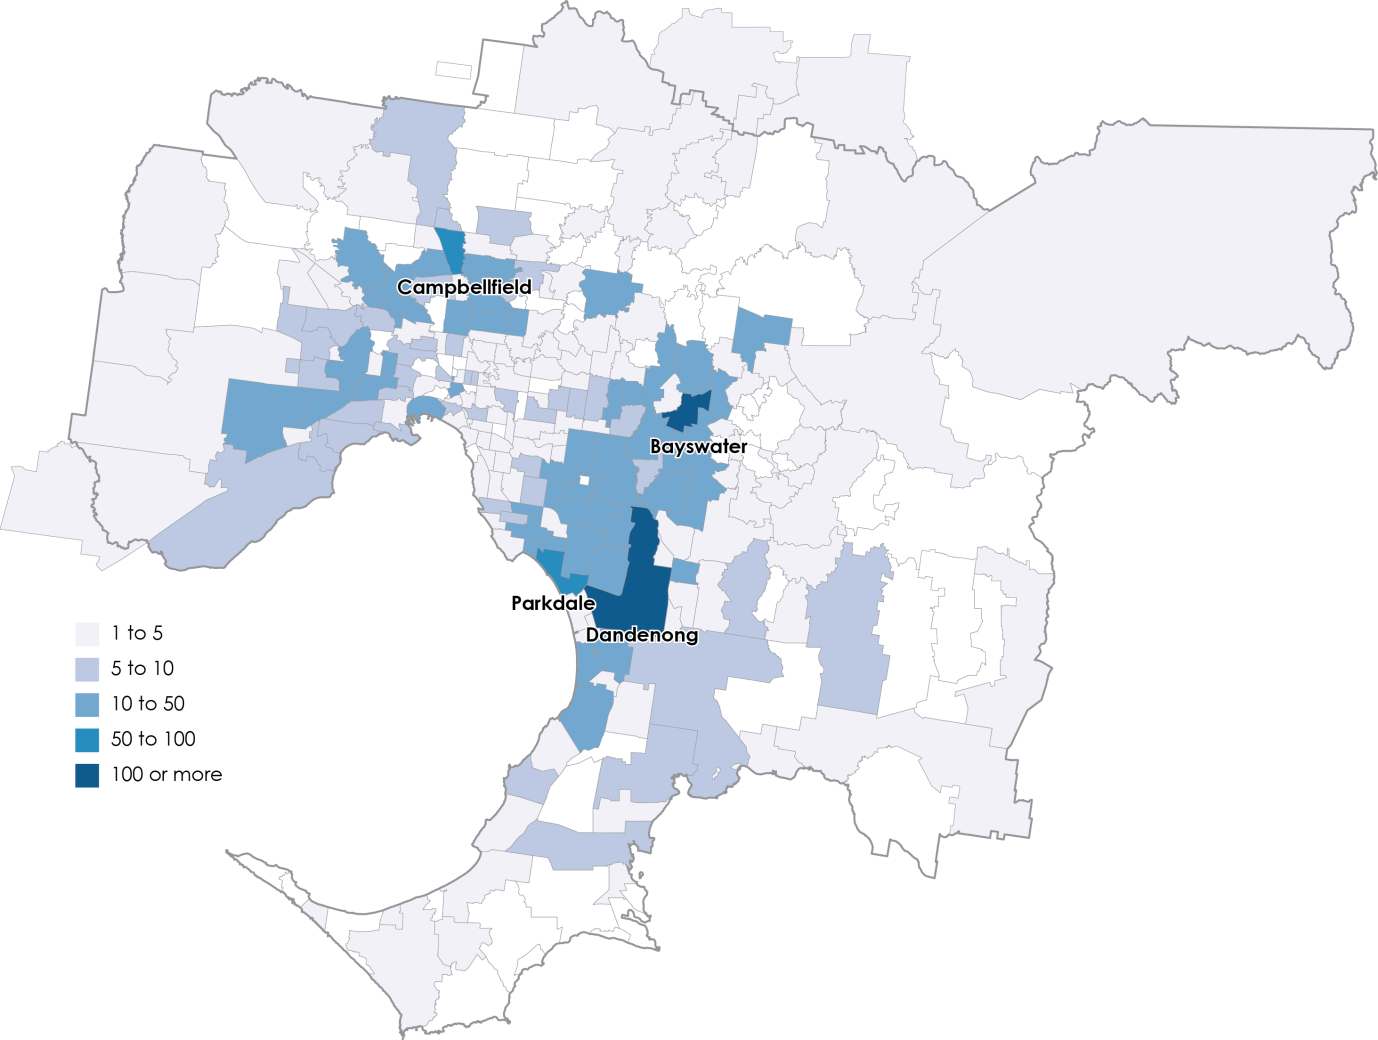 Campbellfield
Bayswater
Parkdale
Dandenong
1 to 5
5 to 10
10 to 50
50 to 100
100 or more